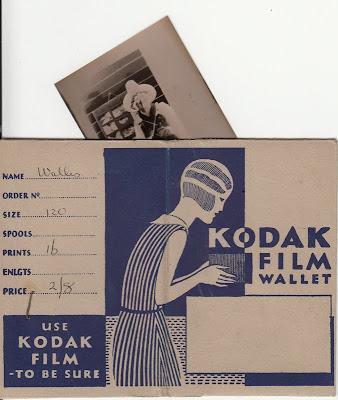 NAME Walles
ORDER Nº
SIZE 120
SPOOLS
PRINTS 16
ENLGTS
PRICE 2/8
USE
KODAK
FILM
-TO BE SURE
KODAK
FILM
WALLET